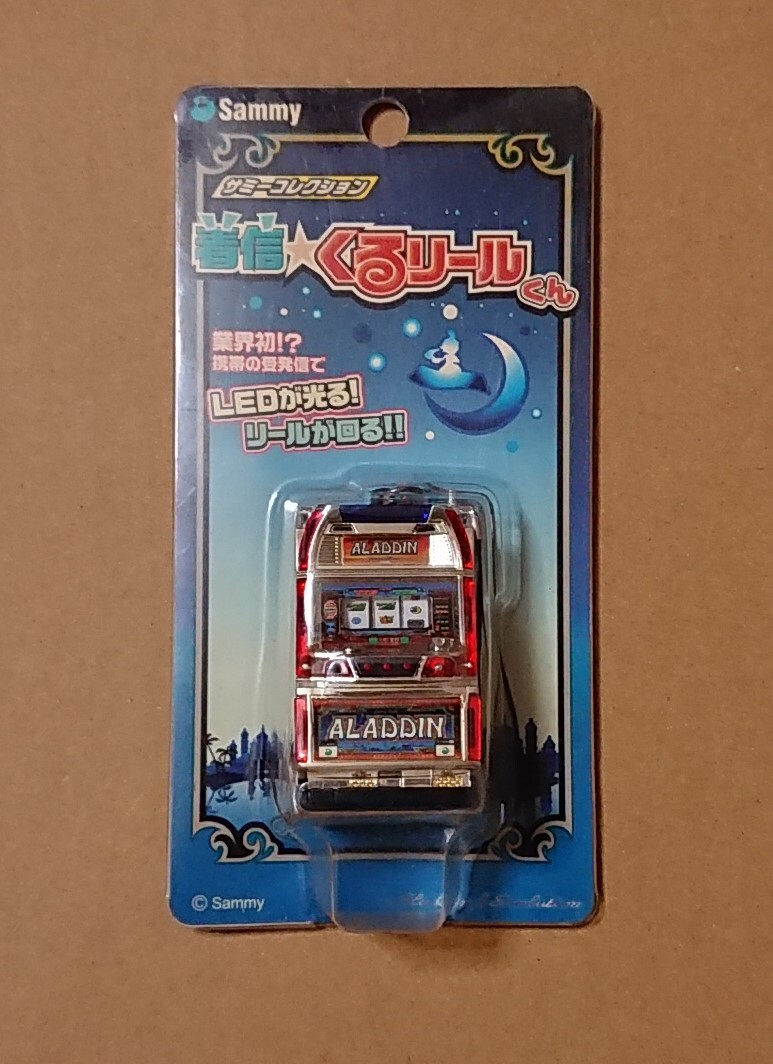 Sammy
サミーコレクション
着信★くるリールくん
業界初!?
携帯の受発信で
LEDが光る!
リールが回る!!
ALADDIN
ALADDIN
© Sammy